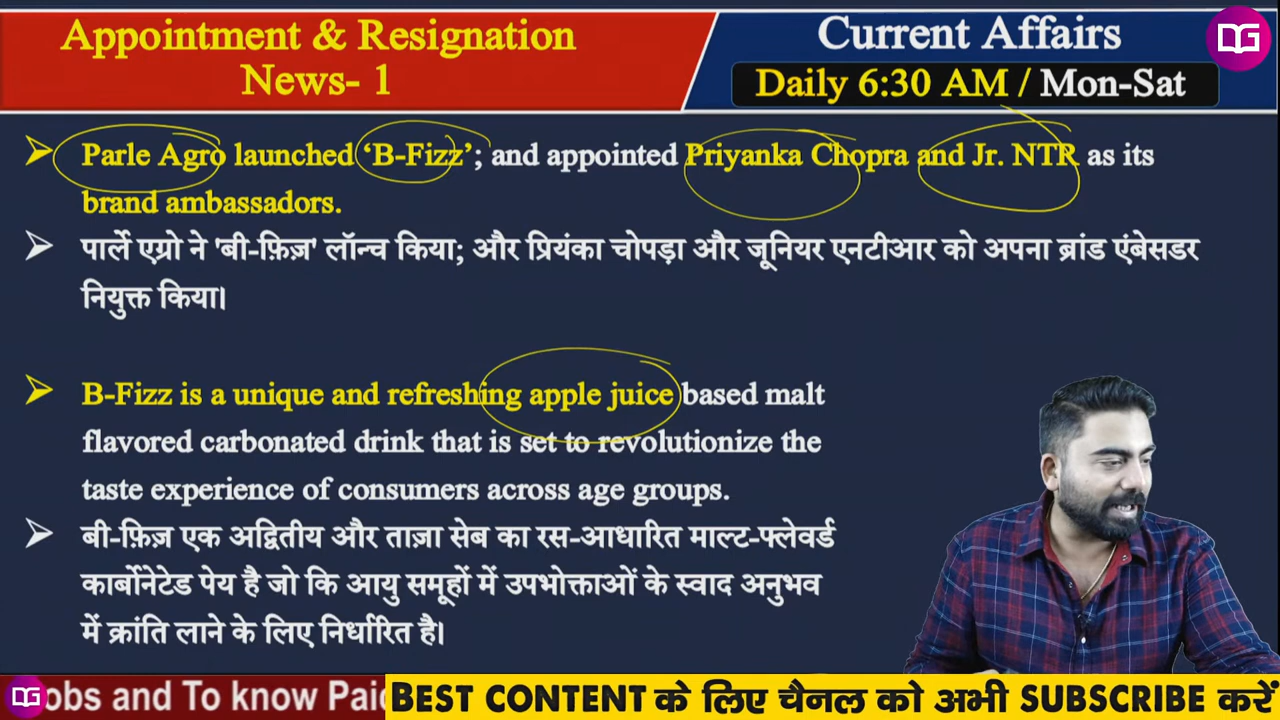 Appointment & Resignation
News- 1
Current Affairs
Daily 6:30 AM / Mon-Sat
DG
Parle Agro launched ‘B-Fizz’; and appointed Priyanka Chopra and Jr. NTR as its
brand ambassadors.
पार्ले एग्रो ने 'बी-फ़िज़' लॉन्च किया; और प्रियंका चोपड़ा और जूनियर एनटीआर को अपना ब्रांड एंबेसडर
नियुक्त किया।
B-Fizz is a unique and refreshing apple juice based malt
flavored carbonated drink that is set to revolutionize the
taste experience of consumers across age groups.
बी-फ़िज़ एक अद्वितीय और ताज़ा सेब का रस-आधारित माल्ट-फ्लेवर्ड
कार्बोनेटेड पेय है जो कि आयु समूहों में उपभोक्ताओं के स्वाद अनुभव
में क्रांति लाने के लिए निर्धारित है।
DG obs and To know Paid
BEST CONTENT के लिए चैनल को अभी SUBSCRIBE करें